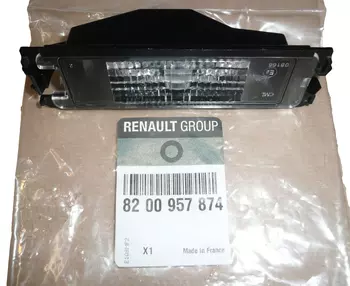 RENAULT GROUP
82 00 957 874
X1
Made in France